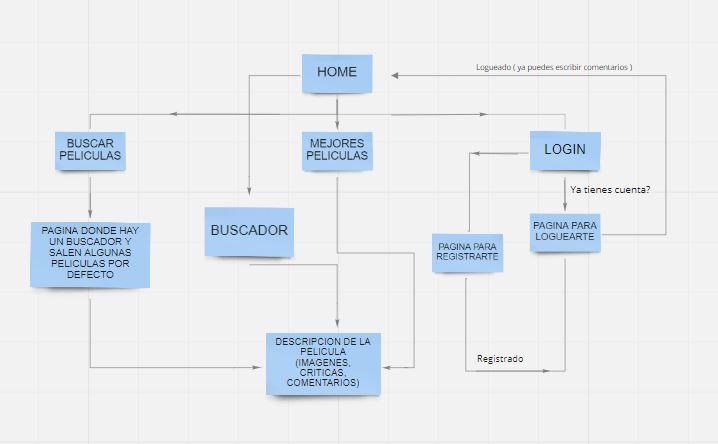 HOME
Logueado ( ya puedes escribir comentarios )
BUSCAR
PELICULAS
MEJORES
PELICULAS
LOGIN
Ya tienes cuenta?
PAGINA DONDE HAY
UN BUSCADOR Y
SALEN ALGUNAS
PELICULAS POR
DEFECTO
BUSCADOR
PAGINA PARA
REGISTRARTE
PAGINA PARA
LOGUEARTE
DESCRIPCION DE LA
PELICULA
(IMAGENES,
CRITICAS,
COMENTARIOS)
Registrado